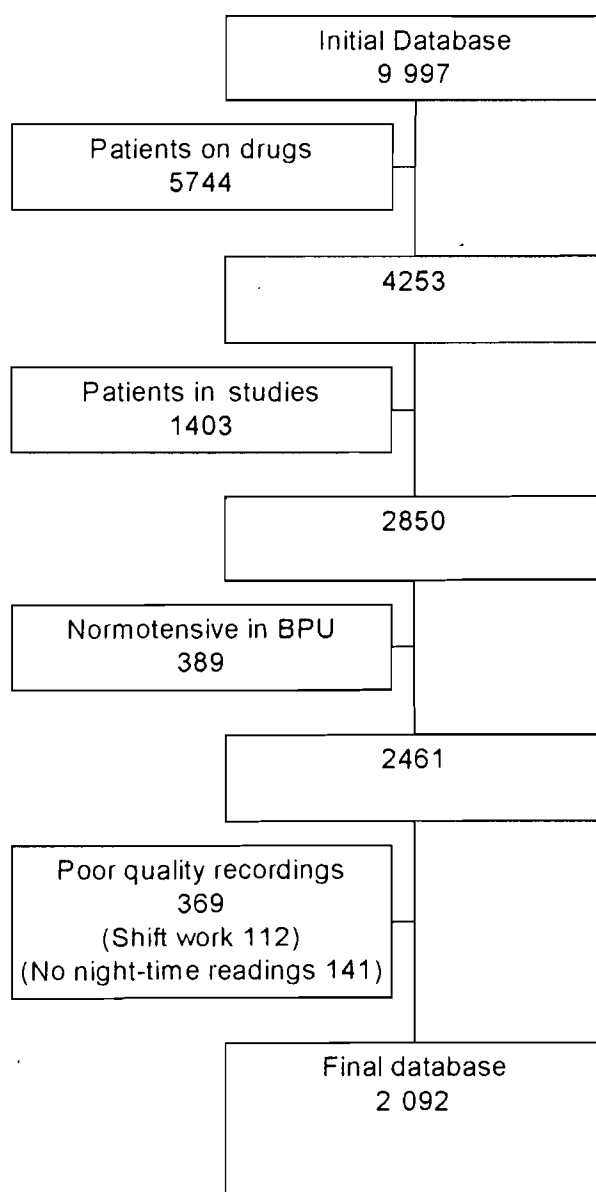 Initial Database
9 997
Patients on drugs
5744
4253
Patients in studies
1403
2850
Normotensive in BPU
389
2461
Poor quality recordings
369
(Shift work 112)
(No night-time readings 141)
Final database
2 092